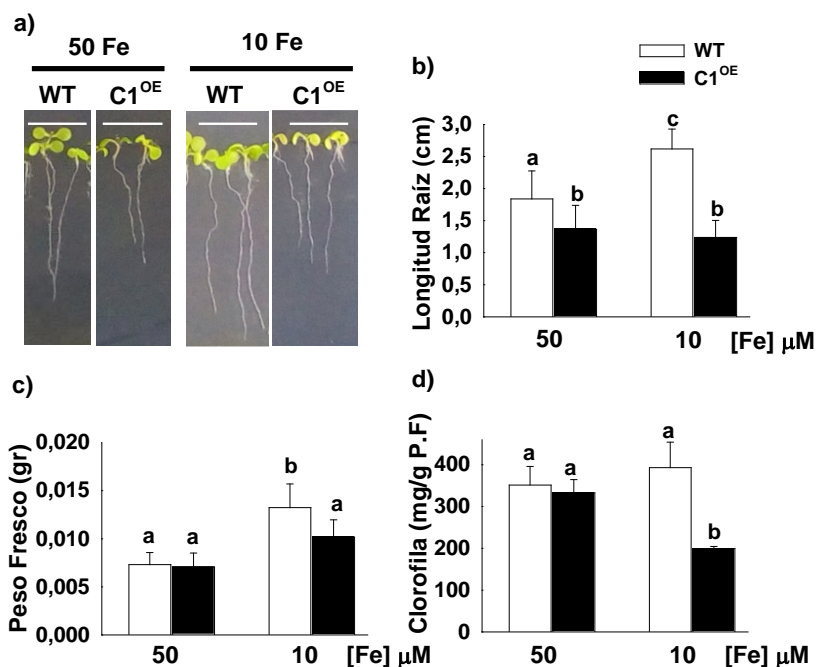 a)
50 Fe 10 Fe
WT C1OE WT C1OE
b)
WT
C1OE
Longitud Raíz (cm)
3,0
2,5
2,0
1,5
1,0
0,5
0,0
a b c b
50 10 [Fe] μM
c)
Peso Fresco (gr)
0,020
0,015
0,010
0,005
0,000
a a b a
50 10 [Fe] μM
d)
Clorofila (mg/g P.F)
400
300
200
100
0
a a a b
50 10 [Fe] μM